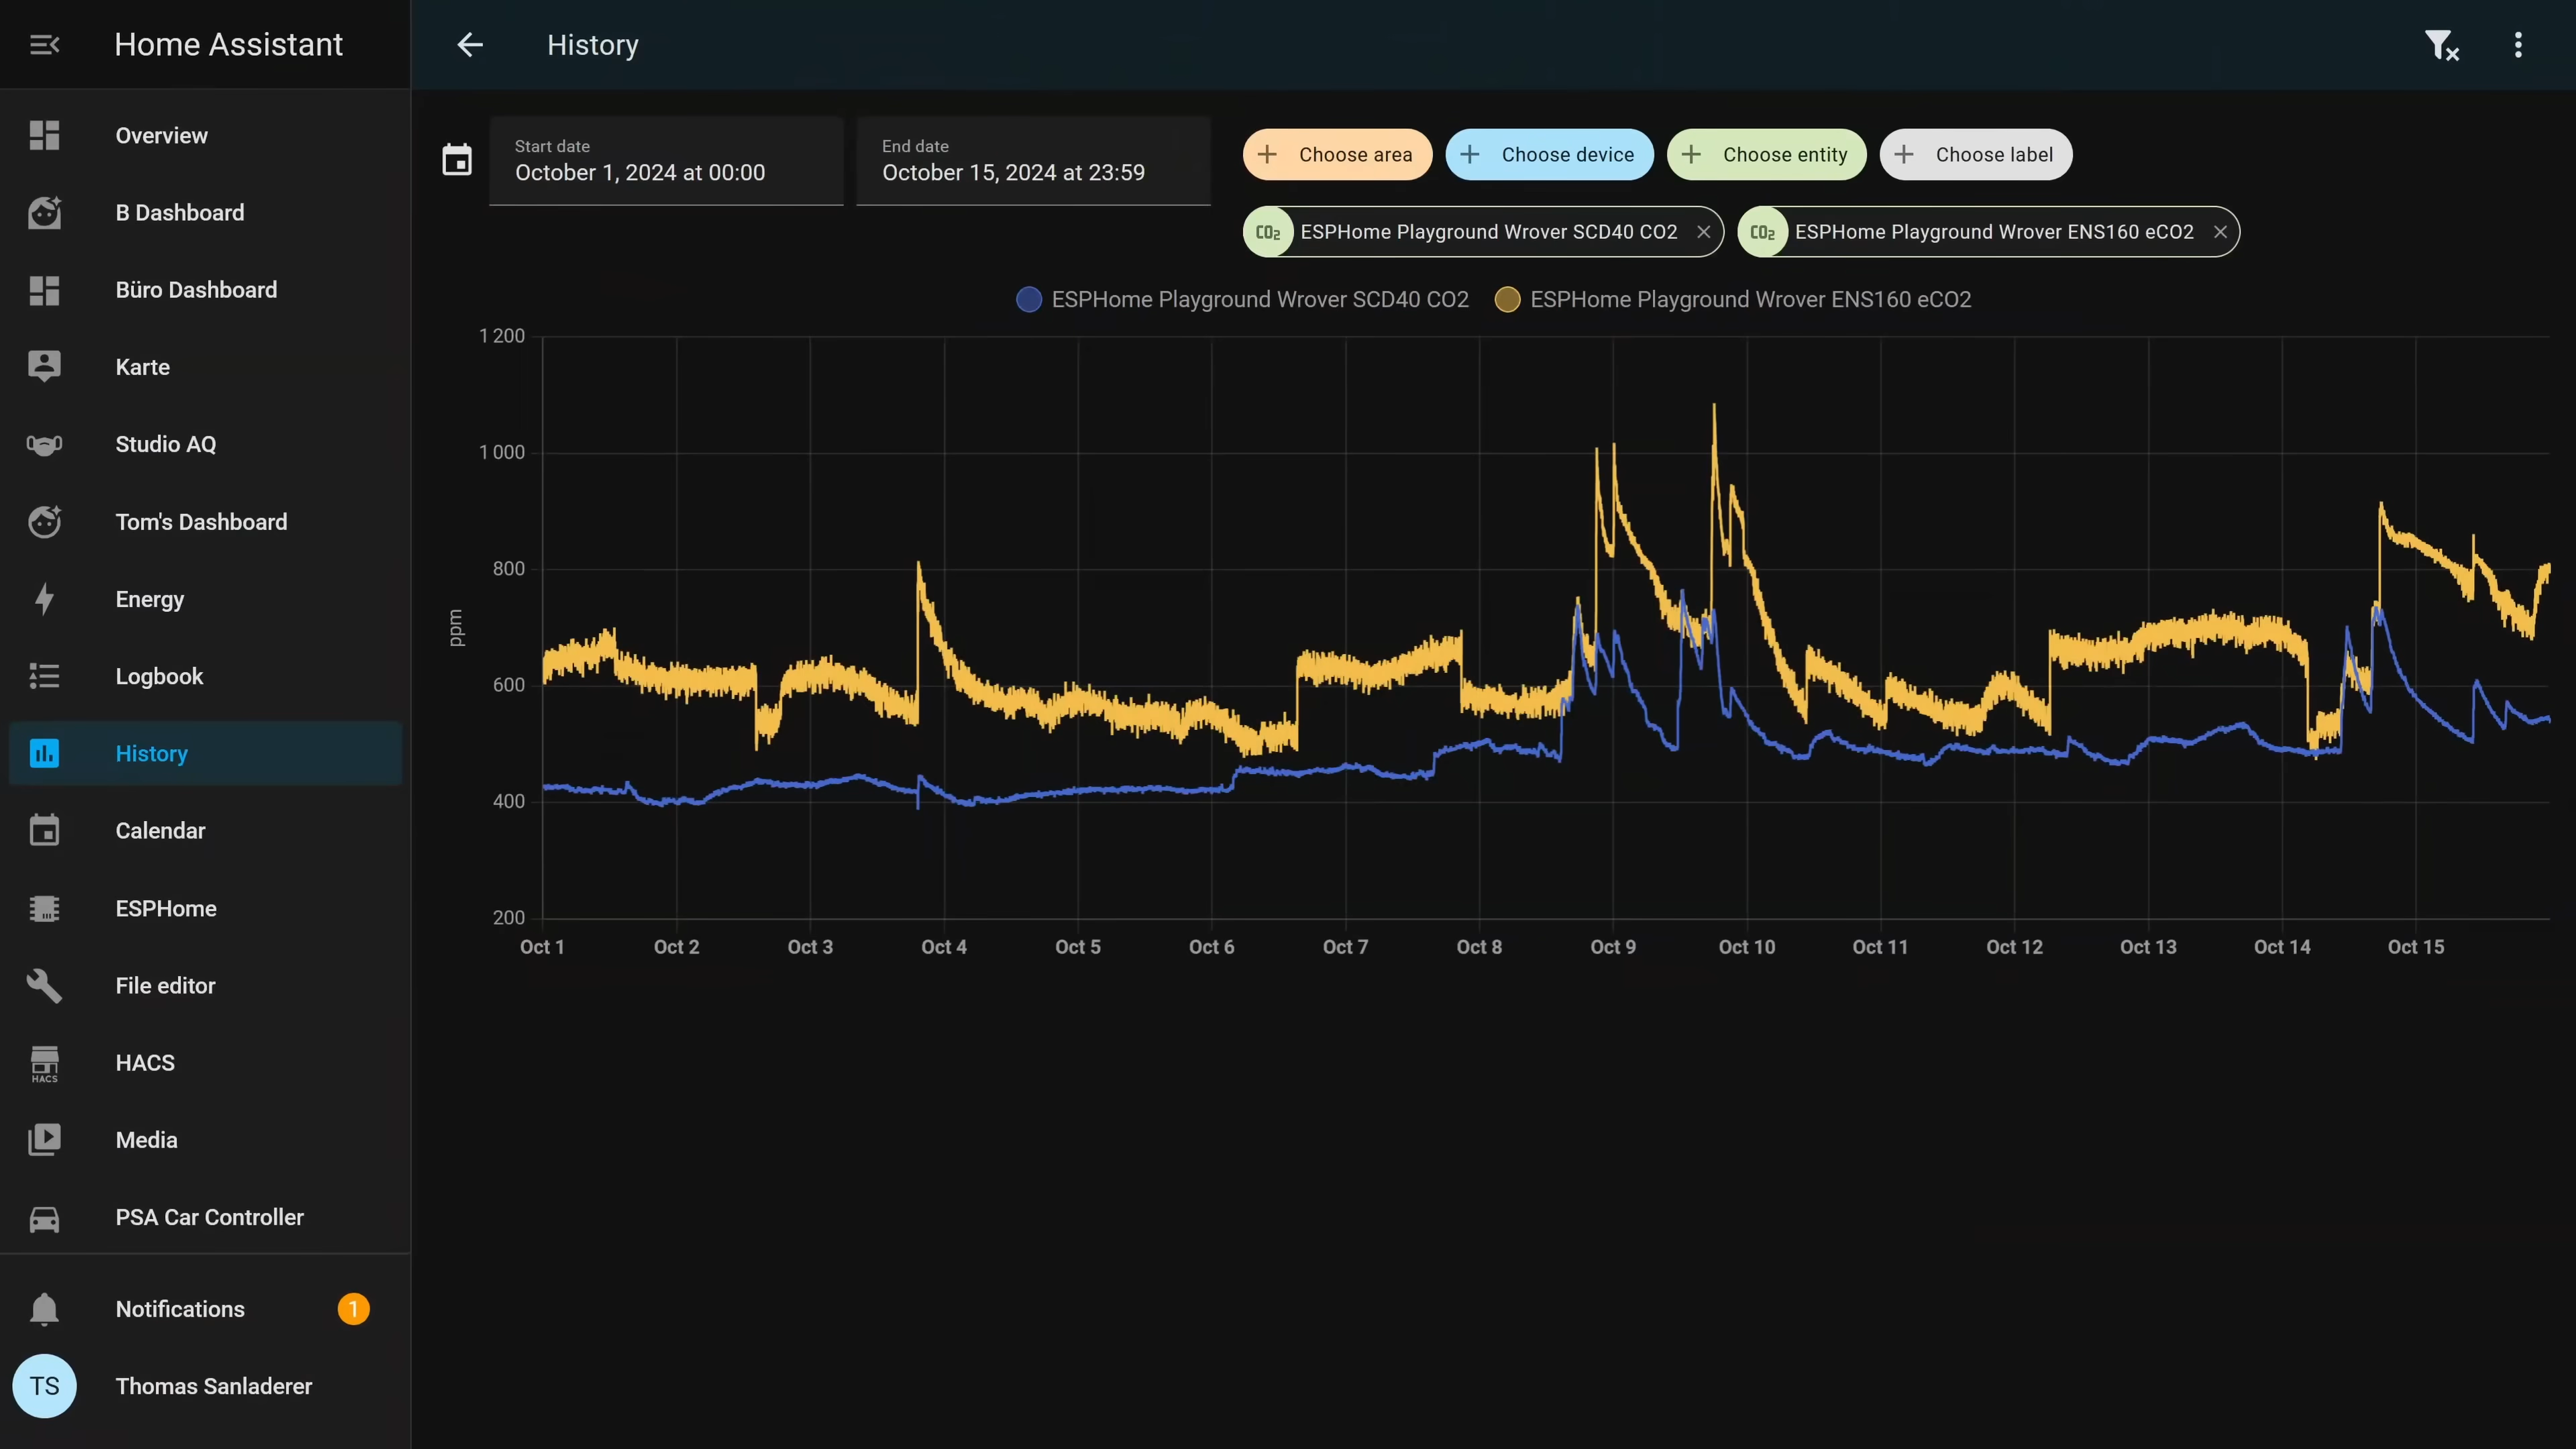 Home Assistant
Overview
B Dashboard
Büro Dashboard
Karte
Studio AQ
Tom's Dashboard
Energy
Logbook
History
Calendar
ESPHome
File editor
HACS
HACS
Media
PSA Car Controller
Notifications
1
TS
Thomas Sanladerer
History
Start date
October 1, 2024 at 00:00
End date
October 15, 2024 at 23:59
Choose area
Choose device
Choose entity
Choose label
CO₂
ESPHome Playground Wrover SCD40 CO2
CO₂
ESPHome Playground Wrover ENS160 eCO2
ESPHome Playground Wrover SCD40 CO2
ESPHome Playground Wrover ENS160 eCO2
ppm
1 200
1 000
800
600
400
200
Oct 1
Oct 2
Oct 3
Oct 4
Oct 5
Oct 6
Oct 7
Oct 8
Oct 9
Oct 10
Oct 11
Oct 12
Oct 13
Oct 14
Oct 15